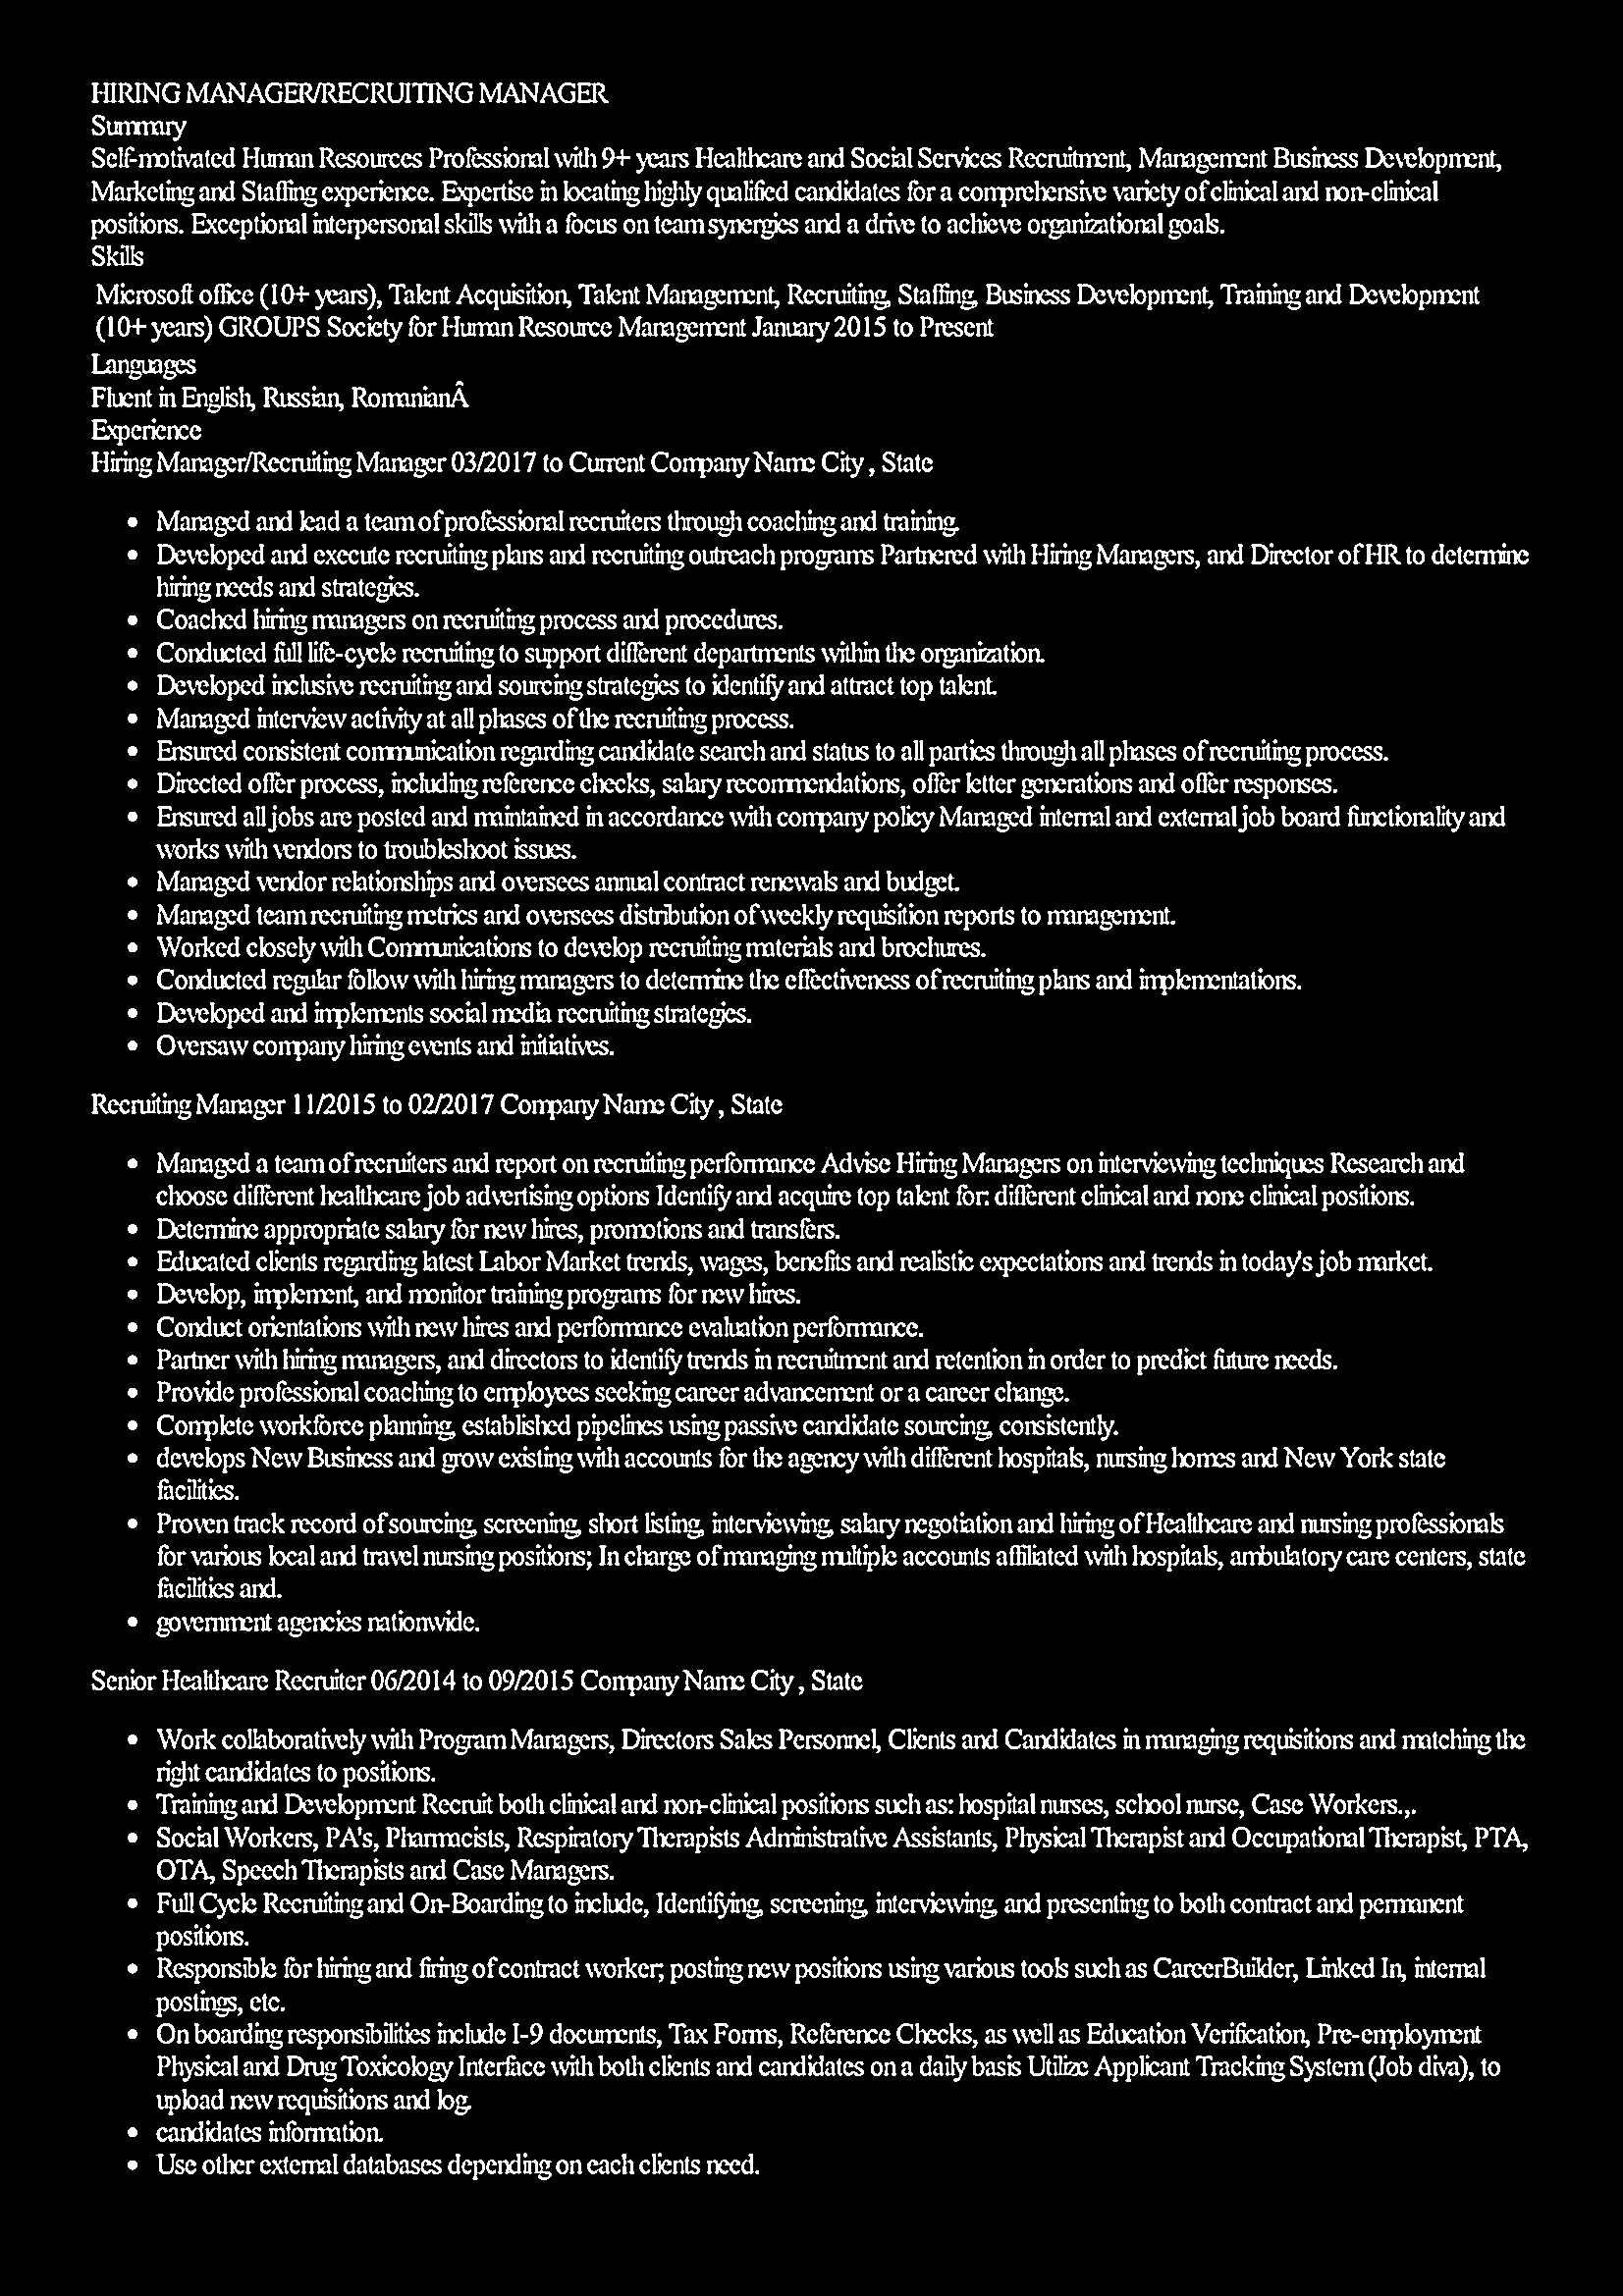 HIRING MANAGER/RECRUITING MANAGER
Summary
Self-motivated Human Resources Professional with 9+ years Healthcare and Social Services Recruitment, Management Business Development,
Marketing and Staffing experience. Expertise in locating highly qualified candidates for a comprehensive variety of clinical and non-clinical
positions. Exceptional interpersonal skills with a focus on team synergies and a drive to achieve organizational goals.
Skills
Microsoft office (10+ years), Talent Acquisition, Talent Management, Recruiting, Staffing, Business Development, Training and Development
(10+ years) GROUPS Society for Human Resource Management January 2015 to Present
Languages
Fluent in English, Russian, RomanianÂ
Experience
Hiring Manager/Recruiting Manager 03/2017 to Current Company Name City , State
• Managed and lead a team of professional recruiters through coaching and training.
• Developed and execute recruiting plans and recruiting outreach programs Partnered with Hiring Managers, and Director of HR to determine
hiring needs and strategies.
• Coached hiring managers on recruiting process and procedures.
• Conducted full life-cycle recruiting to support different departments within the organization.
• Developed inclusive recruiting and sourcing strategies to identify and attract top talent.
• Managed interview activity at all phases of the recruiting process.
• Ensured consistent communication regarding candidate search and status to all parties through all phases of recruiting process.
• Directed offer process, including reference checks, salary recommendations, offer letter generations and offer responses.
• Ensured all jobs are posted and maintained in accordance with company policy Managed internal and external job board functionality and
works with vendors to troubleshoot issues.
• Managed vendor relationships and oversees annual contract renewals and budget.
• Managed team recruiting metrics and oversees distribution of weekly requisition reports to management.
• Worked closely with Communications to develop recruiting materials and brochures.
• Conducted regular follow with hiring managers to determine the effectiveness of recruiting plans and implementations.
• Developed and implements social media recruiting strategies.
• Oversaw company hiring events and initiatives.
Recruiting Manager 11/2015 to 02/2017 Company Name City , State
• Managed a team of recruiters and report on recruiting performance Advise Hiring Managers on interviewing techniques Research and
choose different healthcare job advertising options Identify and acquire top talent for: different clinical and none clinical positions.
• Determine appropriate salary for new hires, promotions and transfers.
• Educated clients regarding latest Labor Market trends, wages, benefits and realistic expectations and trends in today's job market.
• Develop, implement, and monitor training programs for new hires.
• Conduct orientations with new hires and performance evaluation performance.
• Partner with hiring managers, and directors to identify trends in recruitment and retention in order to predict future needs.
• Provide professional coaching to employees seeking career advancement or a career change.
• Complete workforce planning, established pipelines using passive candidate sourcing, consistently.
• develops New Business and grow existing with accounts for the agency with different hospitals, nursing homes and New York state
facilities.
• Proven track record of sourcing, screening, short listing, interviewing, salary negotiation and hiring of Healthcare and nursing professionals
for various local and travel nursing positions; In charge of managing multiple accounts affiliated with hospitals, ambulatory care centers, state
facilities and.
• government agencies nationwide.
Senior Healthcare Recruiter 06/2014 to 09/2015 Company Name City , State
• Work collaboratively with Program Managers, Directors Sales Personnel, Clients and Candidates in managing requisitions and matching the
right candidates to positions.
• Training and Development Recruit both clinical and non-clinical positions such as: hospital nurses, school nurse, Case Workers.,.
• Social Workers, PA's, Pharmacists, Respiratory Therapists Administrative Assistants, Physical Therapist and Occupational Therapist, PTA,
OTA, Speech Therapists and Case Managers.
• Full Cycle Recruiting and On-Boarding to include, Identifying, screening, interviewing, and presenting to both contract and permanent
positions.
• Responsible for hiring and firing of contract worker; posting new positions using various tools such as CareerBuilder, Linked In, internal
postings, etc.
• On boarding responsibilities include I-9 documents, Tax Forms, Reference Checks, as well as Education Verification, Pre-employment
Physical and Drug Toxicology Interface with both clients and candidates on a daily basis Utilize Applicant Tracking System (Job diva), to
upload new requisitions and log.
• candidates information.
• Use other external databases depending on each clients need.